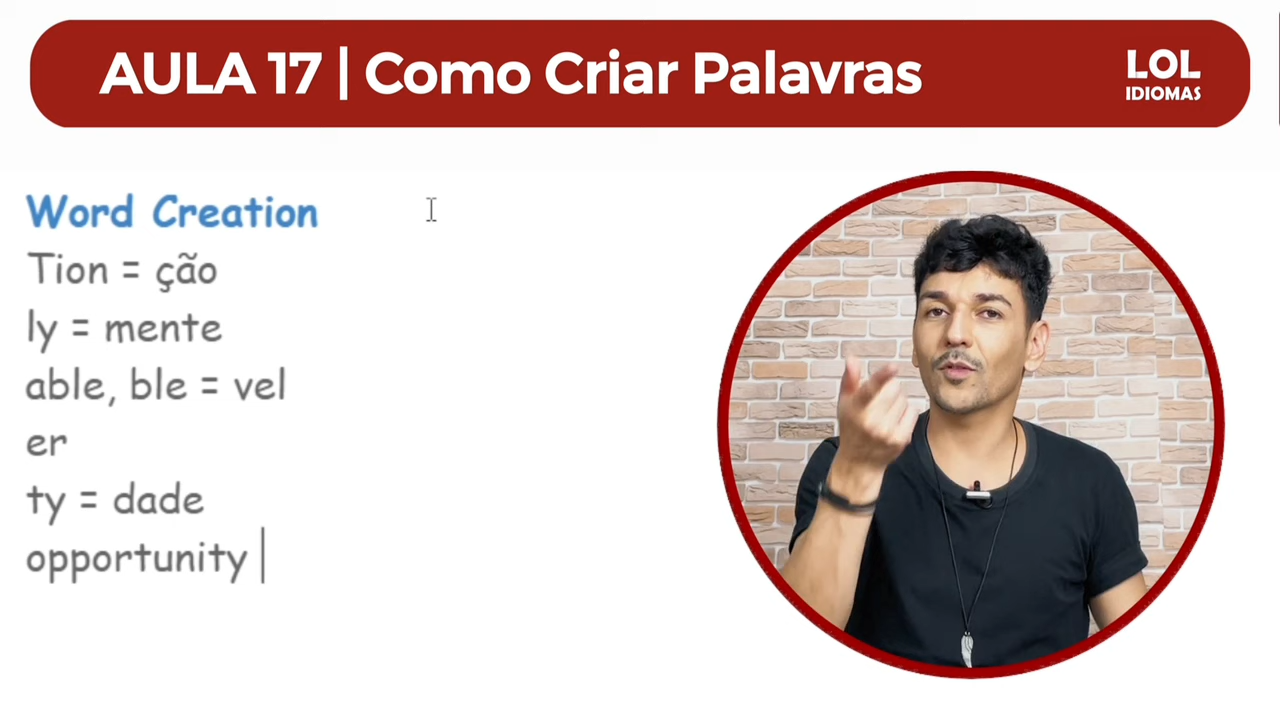 AULA 17 | Como Criar Palavras
LOL
IDIOMAS
Word Creation
Tion = ção
ly = mente
able, ble = vel
er
ty = dade
opportunity